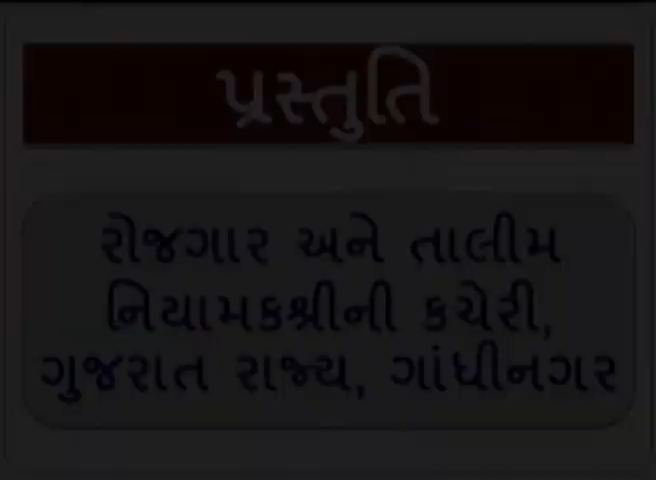 પ્રસ્તુતિ
રોજગાર અને તાલીમ
નિયામકશ્રીની કચેરી,
ગુજરાત રાજ્ય, ગાંધીનગર